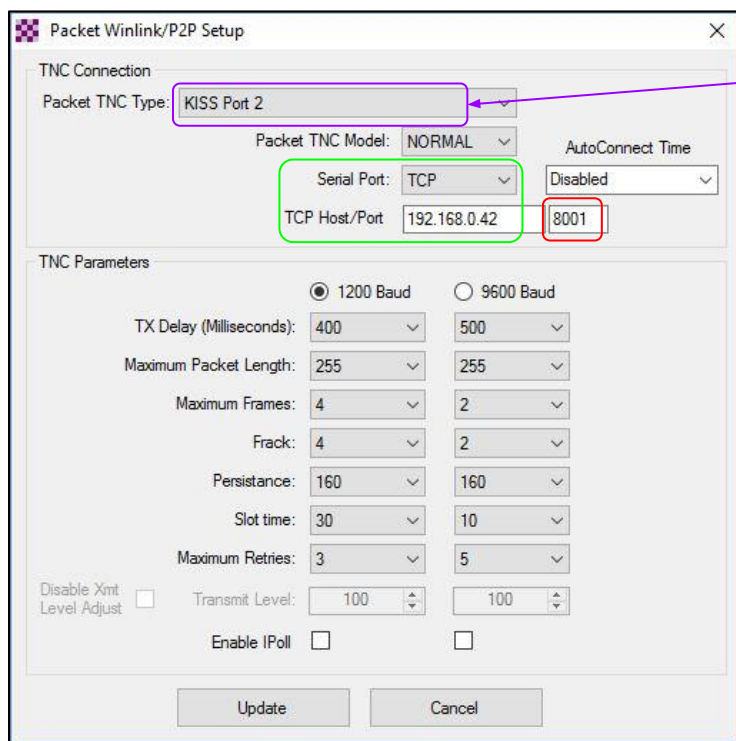 Packet Winlink/P2P Setup
TNC Connection
Packet TNC Type: KISS Port 2
Packet TNC Model: NORMAL
AutoConnect Time
Serial Port: TCP Disabled
TCP Host/Port 192.168.0.42 8001
TNC Parameters
1200 Baud 9600 Baud
TX Delay (Milliseconds): 400 500
Maximum Packet Length: 255 255
Maximum Frames: 4 2
Frack: 4 2
Persistance: 160 160
Slot time: 30 10
Maximum Retries: 3 5
Disable Xmt
Level Adjust Transmit Level: 100 100
Enable IPoll
Update Cancel